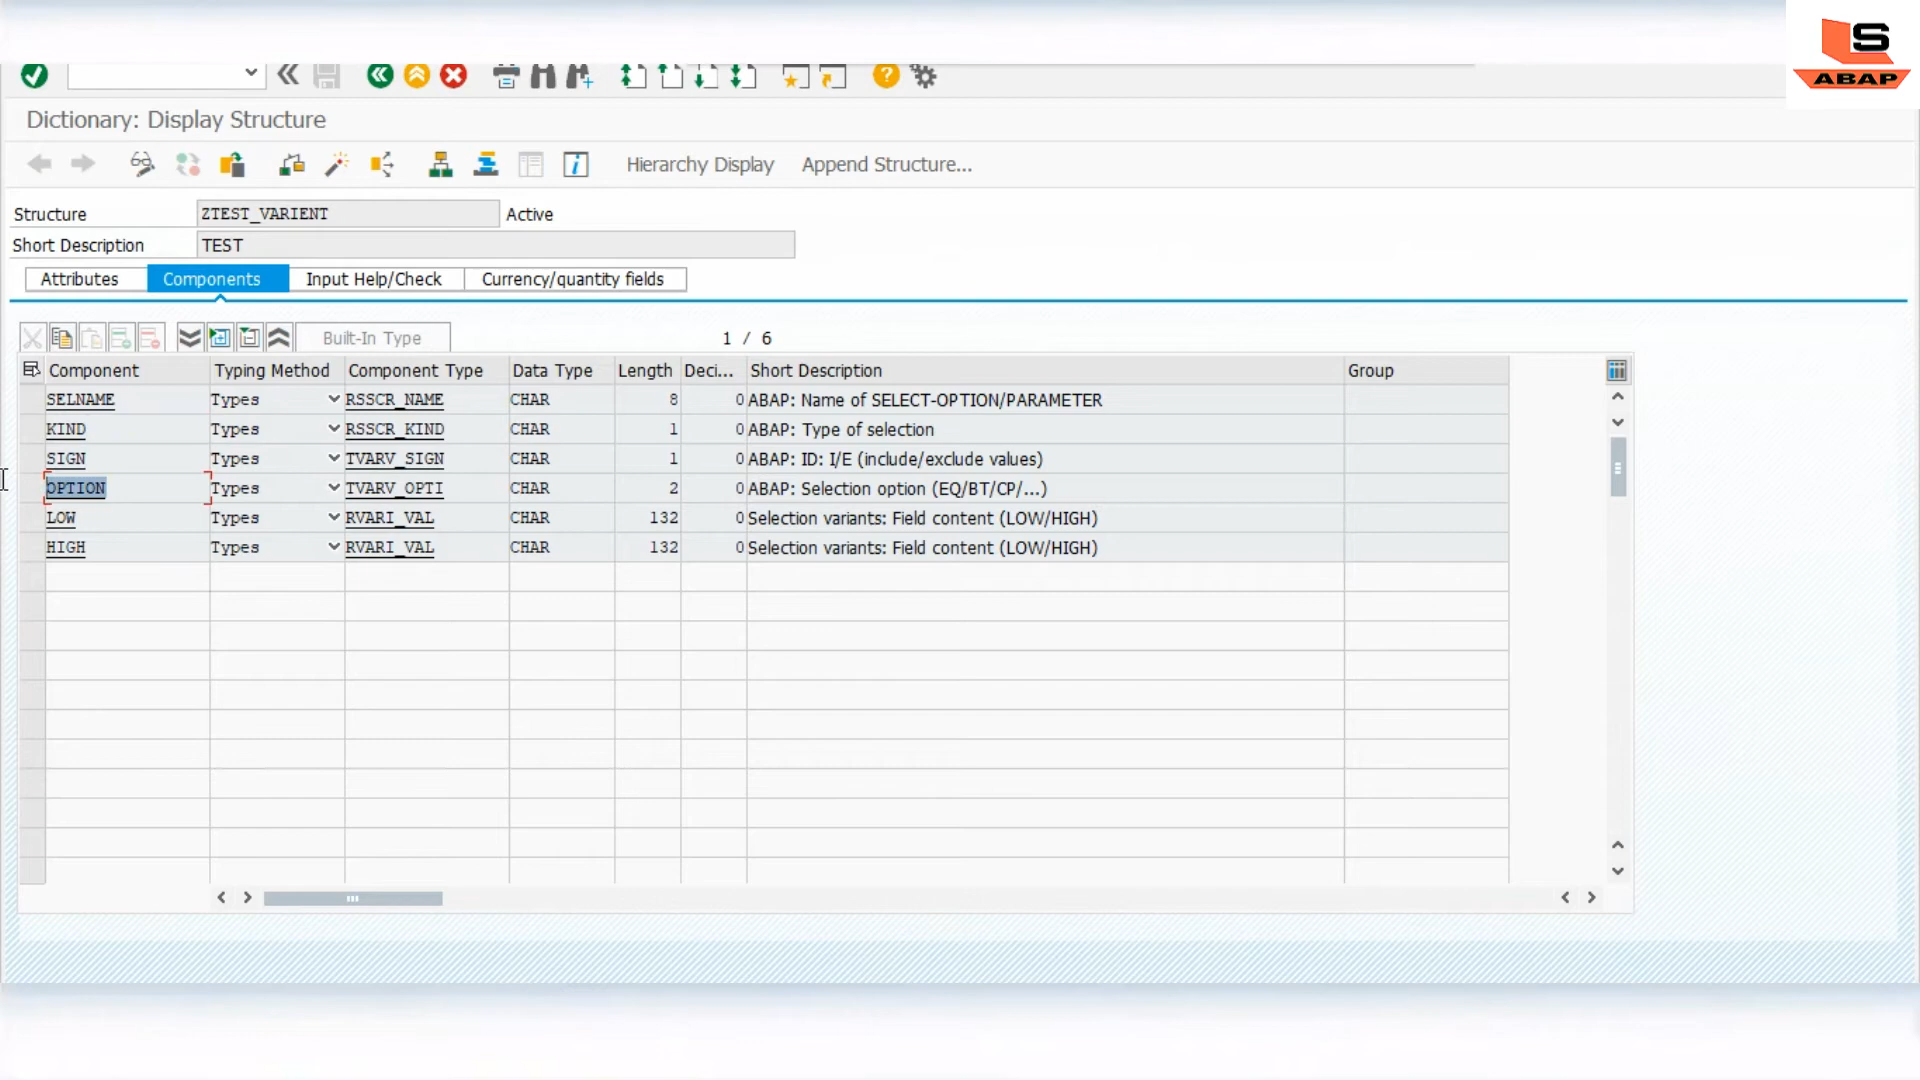 S
ABAP
Dictionary: Display Structure
Hierarchy Display Append Structure...
Structure ZTEST_VARIENT Active
Short Description TEST
Attributes Components Input Help/Check Currency/quantity fields
Built-In Type 1 / 6
Component Typing Method Component Type Data Type Length Deci... Short Description Group
SELNAME Types RSSCR_NAME CHAR 8 0 ABAP: Name of SELECT-OPTION/PARAMETER
KIND Types RSSCR_KIND CHAR 1 0 ABAP: Type of selection
SIGN Types TVARV_SIGN CHAR 1 0 ABAP: ID: I/E (include/exclude values)
OPTION Types TVARV_OPTI CHAR 2 0 ABAP: Selection option (EQ/BT/CP/...)
LOW Types RVARI_VAL CHAR 132 0 Selection variants: Field content (LOW/HIGH)
HIGH Types RVARI_VAL CHAR 132 0 Selection variants: Field content (LOW/HIGH)